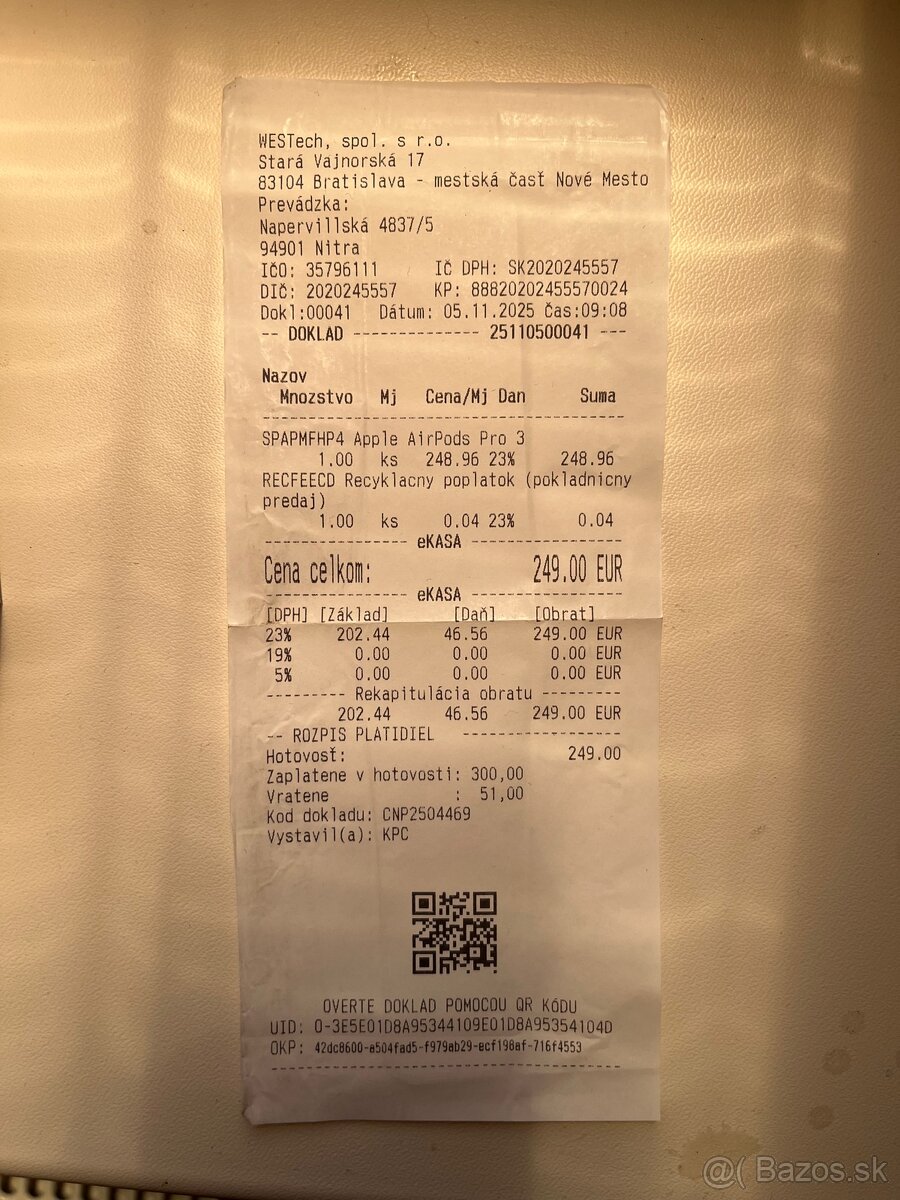 WESTech, spol. s r.o.
Stará Vajnorská 17
83104 Bratislava - mestská časť Nové Mesto
Prevádzka:
Napervillská 4837/5
94901 Nitra
IČO: 35796111 IČ DPH: SK2020245557
DIČ: 2020245557 KP: 88820202455570024
Dokl:00041 Dátum: 05.11.2025 čas:09:08
-- DOKLAD -------------- 25110500041 ---
Nazov
Mnozstvo Mj Cena/Mj Dan Suma
----------------------------------------
SPAPMFHP4 Apple AirPods Pro 3
1.00 ks 248.96 23% 248.96
RECFEECD Recyklacny poplatok (pokladnicny
predaj)
1.00 ks 0.04 23% 0.04
----------------- eKASA -----------------
Cena celkom: 249.00 EUR
----------------- eKASA -----------------
[DPH] [Základ] [Daň] [Obrat]
23% 202.44 46.56 249.00 EUR
19% 0.00 0.00 0.00 EUR
5% 0.00 0.00 0.00 EUR
--------- Rekapitulácia obratu ---------
202.44 46.56 249.00 EUR
-- ROZPIS PLATIDIEL ------------------
Hotovosť: 249.00
Zaplatene v hotovosti: 300,00
Vratene : 51,00
Kod dokladu: CNP2504469
Vystavil(a): KPC
OVERTE DOKLAD POMOCOU QR KÓDU
UID: O-3E5E01D8A95344109E01D8A95354104D
OKP: 42dc8600-a504fad5-f979ab29-ecf198af-716f4553
----------------------------------------
@( Bazos.sk